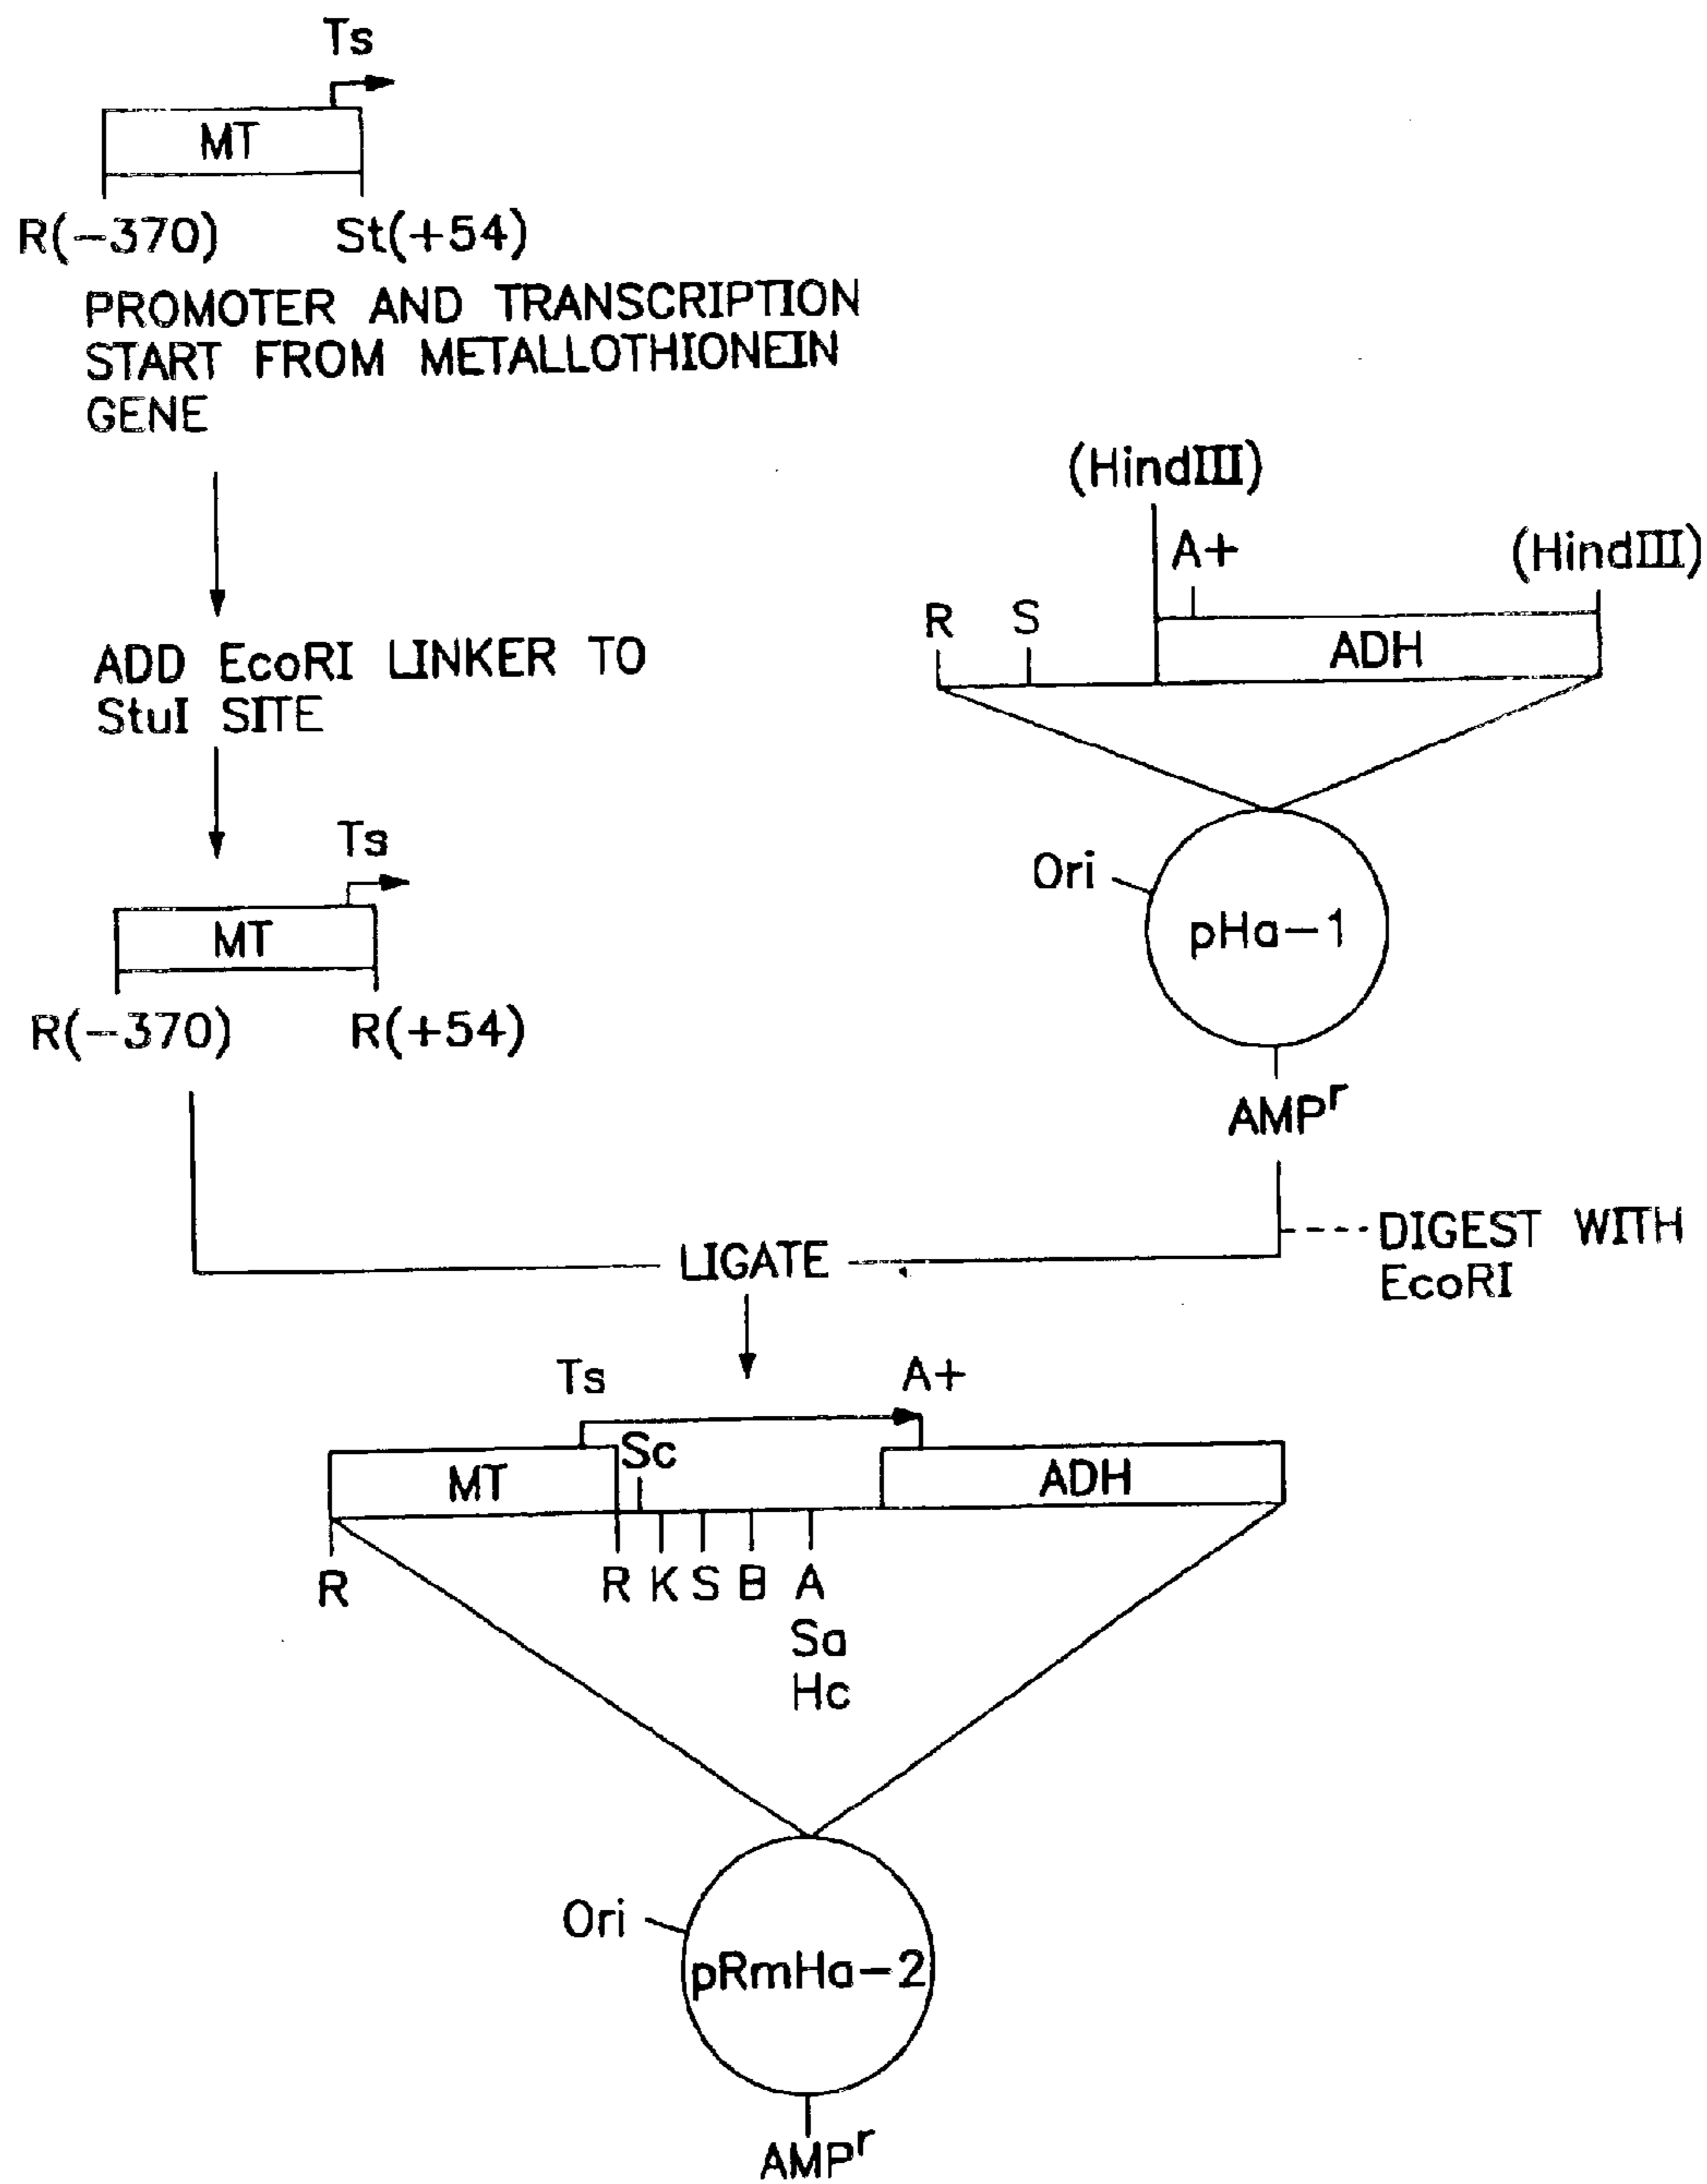 Ts
MT
R(-370) St(+54)
PROMOTER AND TRANSCRIPTION
START FROM METALLOTHIONEIN
GENE
ADD EcoRI LINKER TO
StuI SITE
Ts
MT
R(-370) R(+54)
(HindIII)
A+
(HindIII)
R S
ADH
Ori
pHa-1
AMPr
DIGEST WITH
EcoRI
LIGATE
Ts A+
Sc
MT ADH
R R K S B A
Sa
Hc
Ori
pRmHa-2
AMPr